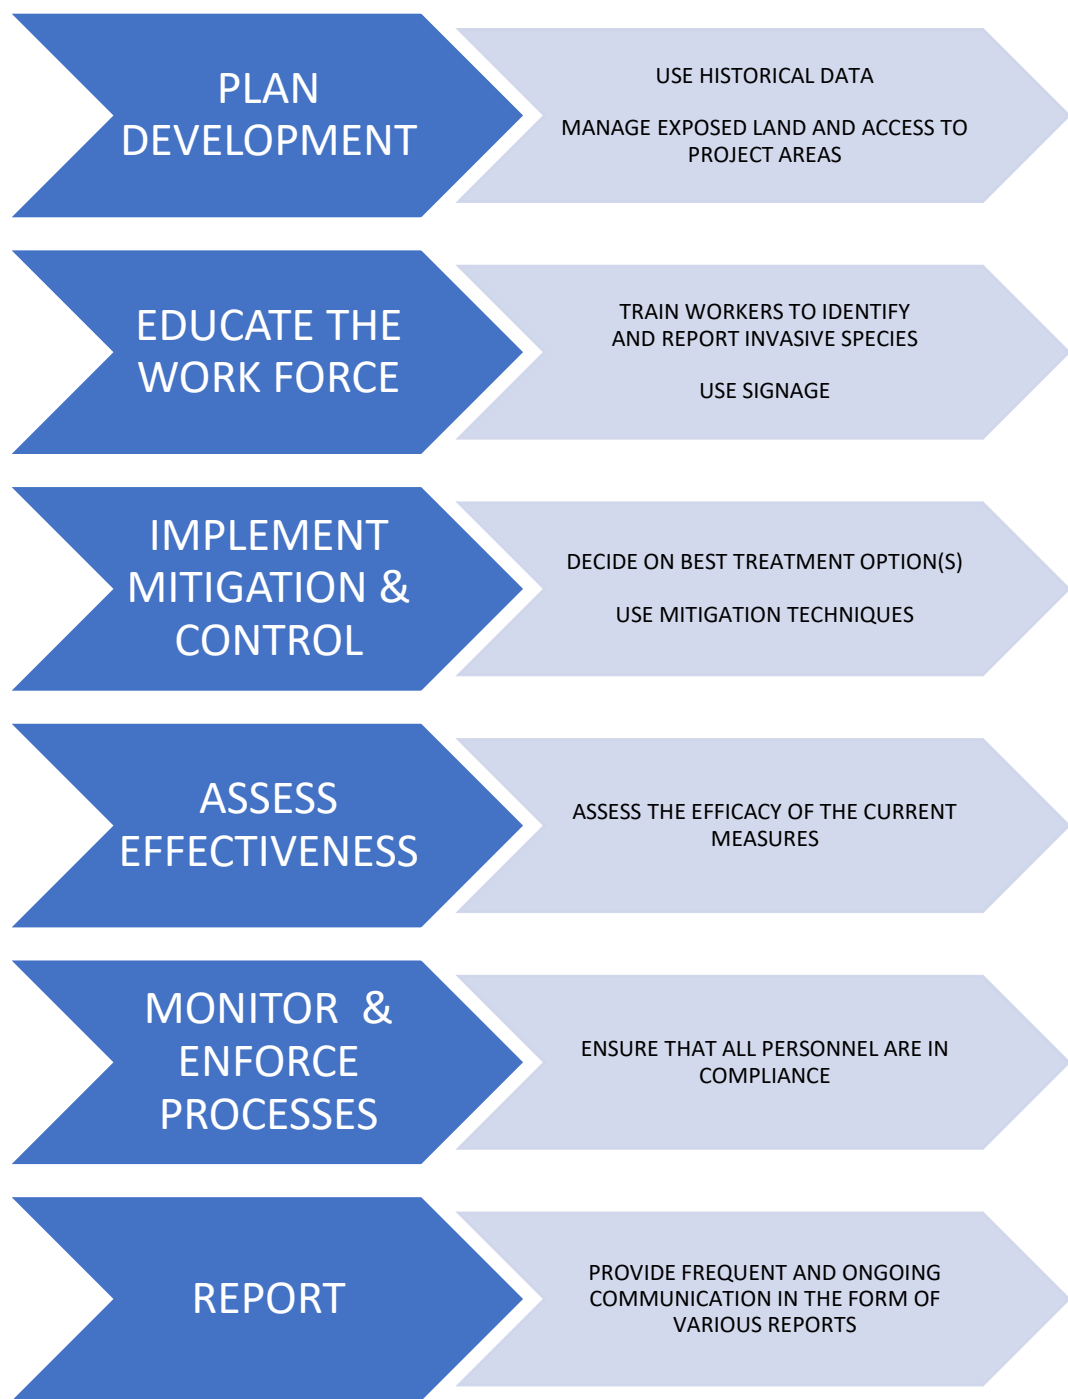 PLAN
DEVELOPMENT
USE HISTORICAL DATA
MANAGE EXPOSED LAND AND ACCESS TO
PROJECT AREAS
EDUCATE THE
WORK FORCE
TRAIN WORKERS TO IDENTIFY
AND REPORT INVASIVE SPECIES
USE SIGNAGE
IMPLEMENT
MITIGATION &
CONTROL
DECIDE ON BEST TREATMENT OPTION(S)
USE MITIGATION TECHNIQUES
ASSESS
EFFECTIVENESS
ASSESS THE EFFICACY OF THE CURRENT
MEASURES
MONITOR &
ENFORCE
PROCESSES
ENSURE THAT ALL PERSONNEL ARE IN
COMPLIANCE
REPORT
PROVIDE FREQUENT AND ONGOING
COMMUNICATION IN THE FORM OF
VARIOUS REPORTS